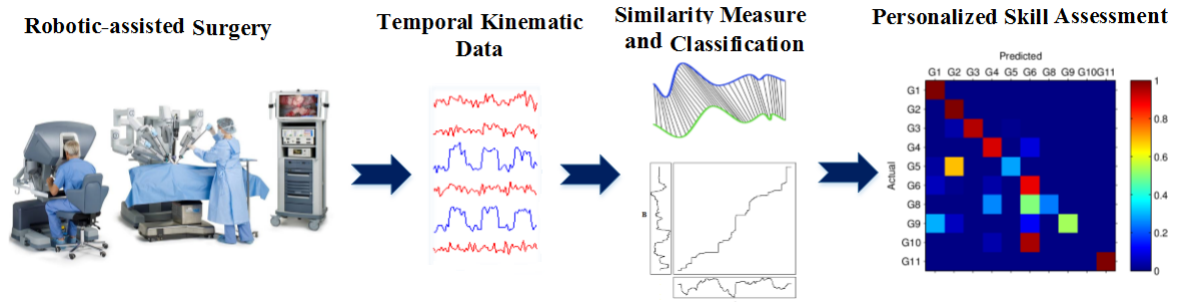 Robotic-assisted Surgery
Temporal Kinematic
Data
Similarity Measure
and Classification
Personalized Skill Assessment
Predicted
G1 G2 G3 G4 G5 G6 G8 G9 G10G11
Actual
G1
G2
G3
G4
G5
G6
G8
G9
G10
G11
1
0.8
0.6
0.4
0.2
0